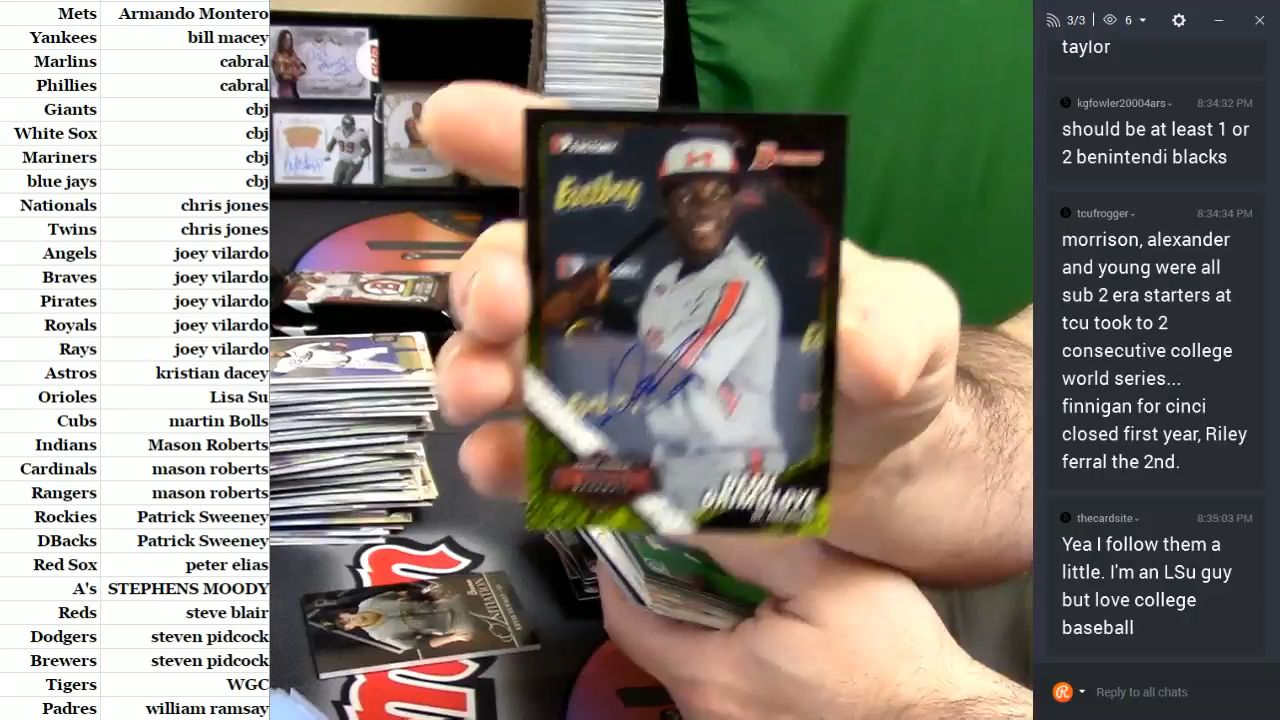 Mets Armando Montero
Yankees bill macey
Marlins cabral
Phillies cabral
Giants cbj
White Sox cbj
Mariners cbj
blue jays cbj
Nationals chris jones
Twins chris jones
Angels joey vilardo
Braves joey vilardo
Pirates joey vilardo
Royals joey vilardo
Rays joey vilardo
Astros kristian dacey
Orioles Lisa Su
Cubs martin Bolls
Indians Mason Roberts
Cardinals mason roberts
Rangers mason roberts
Rockies Patrick Sweeney
DBacks Patrick Sweeney
Red Sox peter elias
A's STEPHENS MOODY
Reds steve blair
Dodgers steven pidcock
Brewers steven pidcock
Tigers WGC
Padres william ramsay
99
3/3 6
taylor
kgfowler20004ars 8:34:32 PM
should be at least 1 or
2 benintendi blacks
tcufrogger 8:34:34 PM
morrison, alexander
and young were all
sub 2 era starters at
tcu took to 2
consecutive college
world series...
finnigan for cinci
closed first year, Riley
ferral the 2nd.
thecardsite 8:35:03 PM
Yea I follow them a
little. I'm an LSu guy
but love college
baseball
Reply to all chats